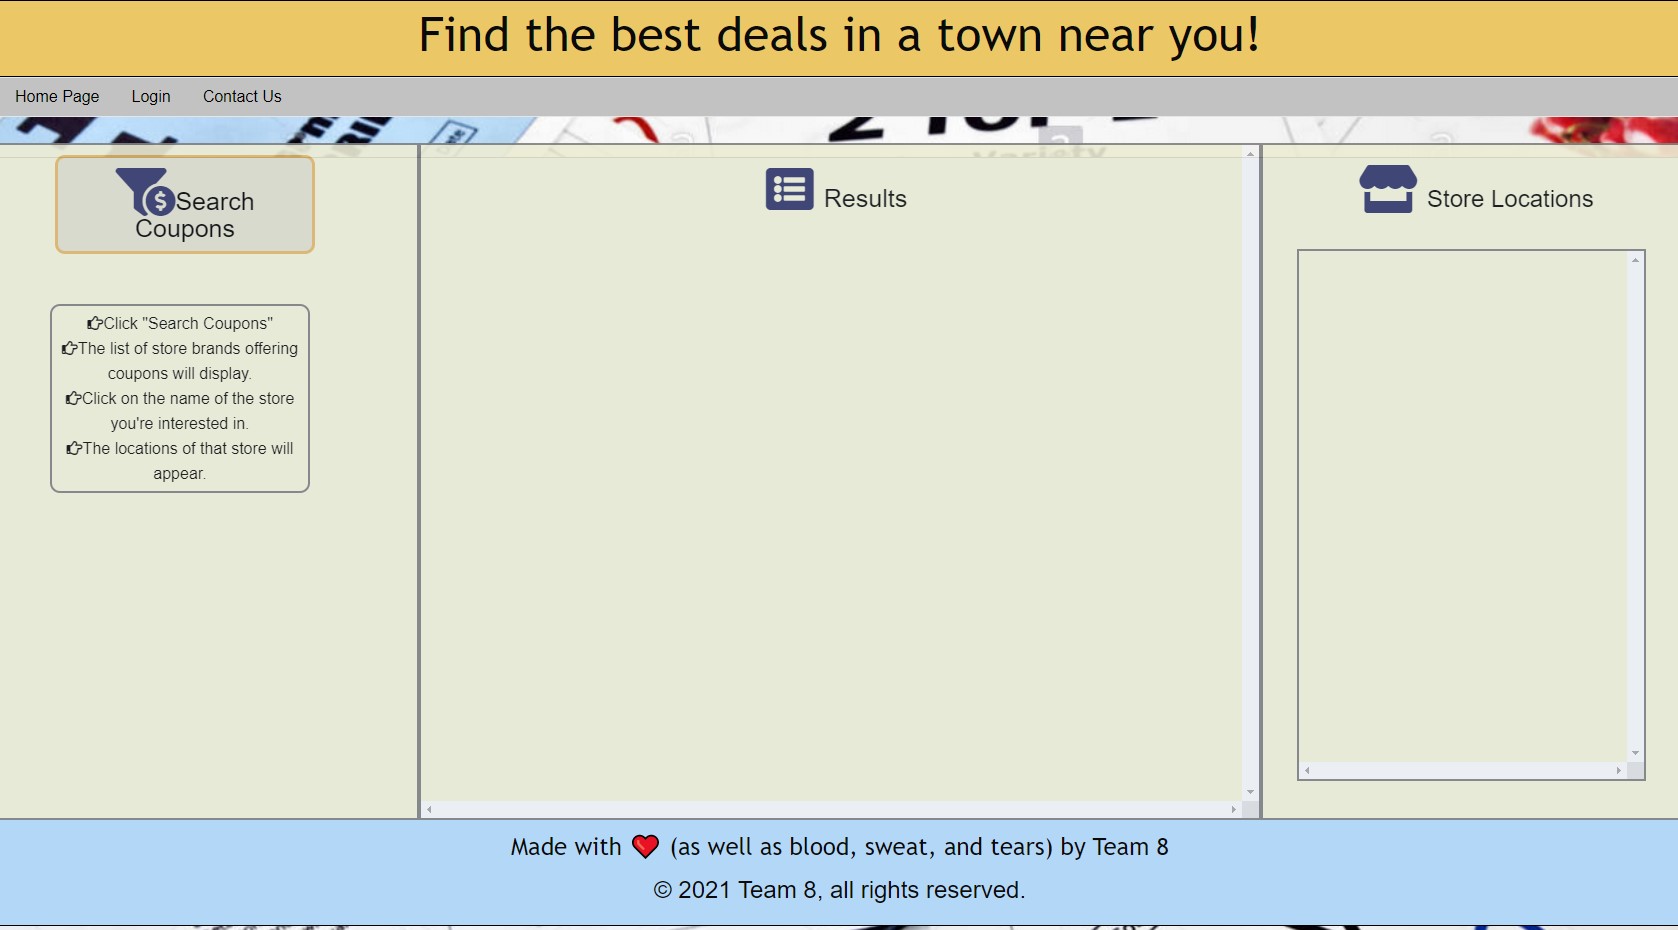 Find the best deals in a town near you!
Home Page Login Contact Us
2 for
Variety
Search
Coupons
Results
Store Locations
Click "Search Coupons"
The list of store brands offering
coupons will display.
Click on the name of the store
you're interested in.
The locations of that store will
appear.
Made with (as well as blood, sweat, and tears) by Team 8
© 2021 Team 8, all rights reserved.